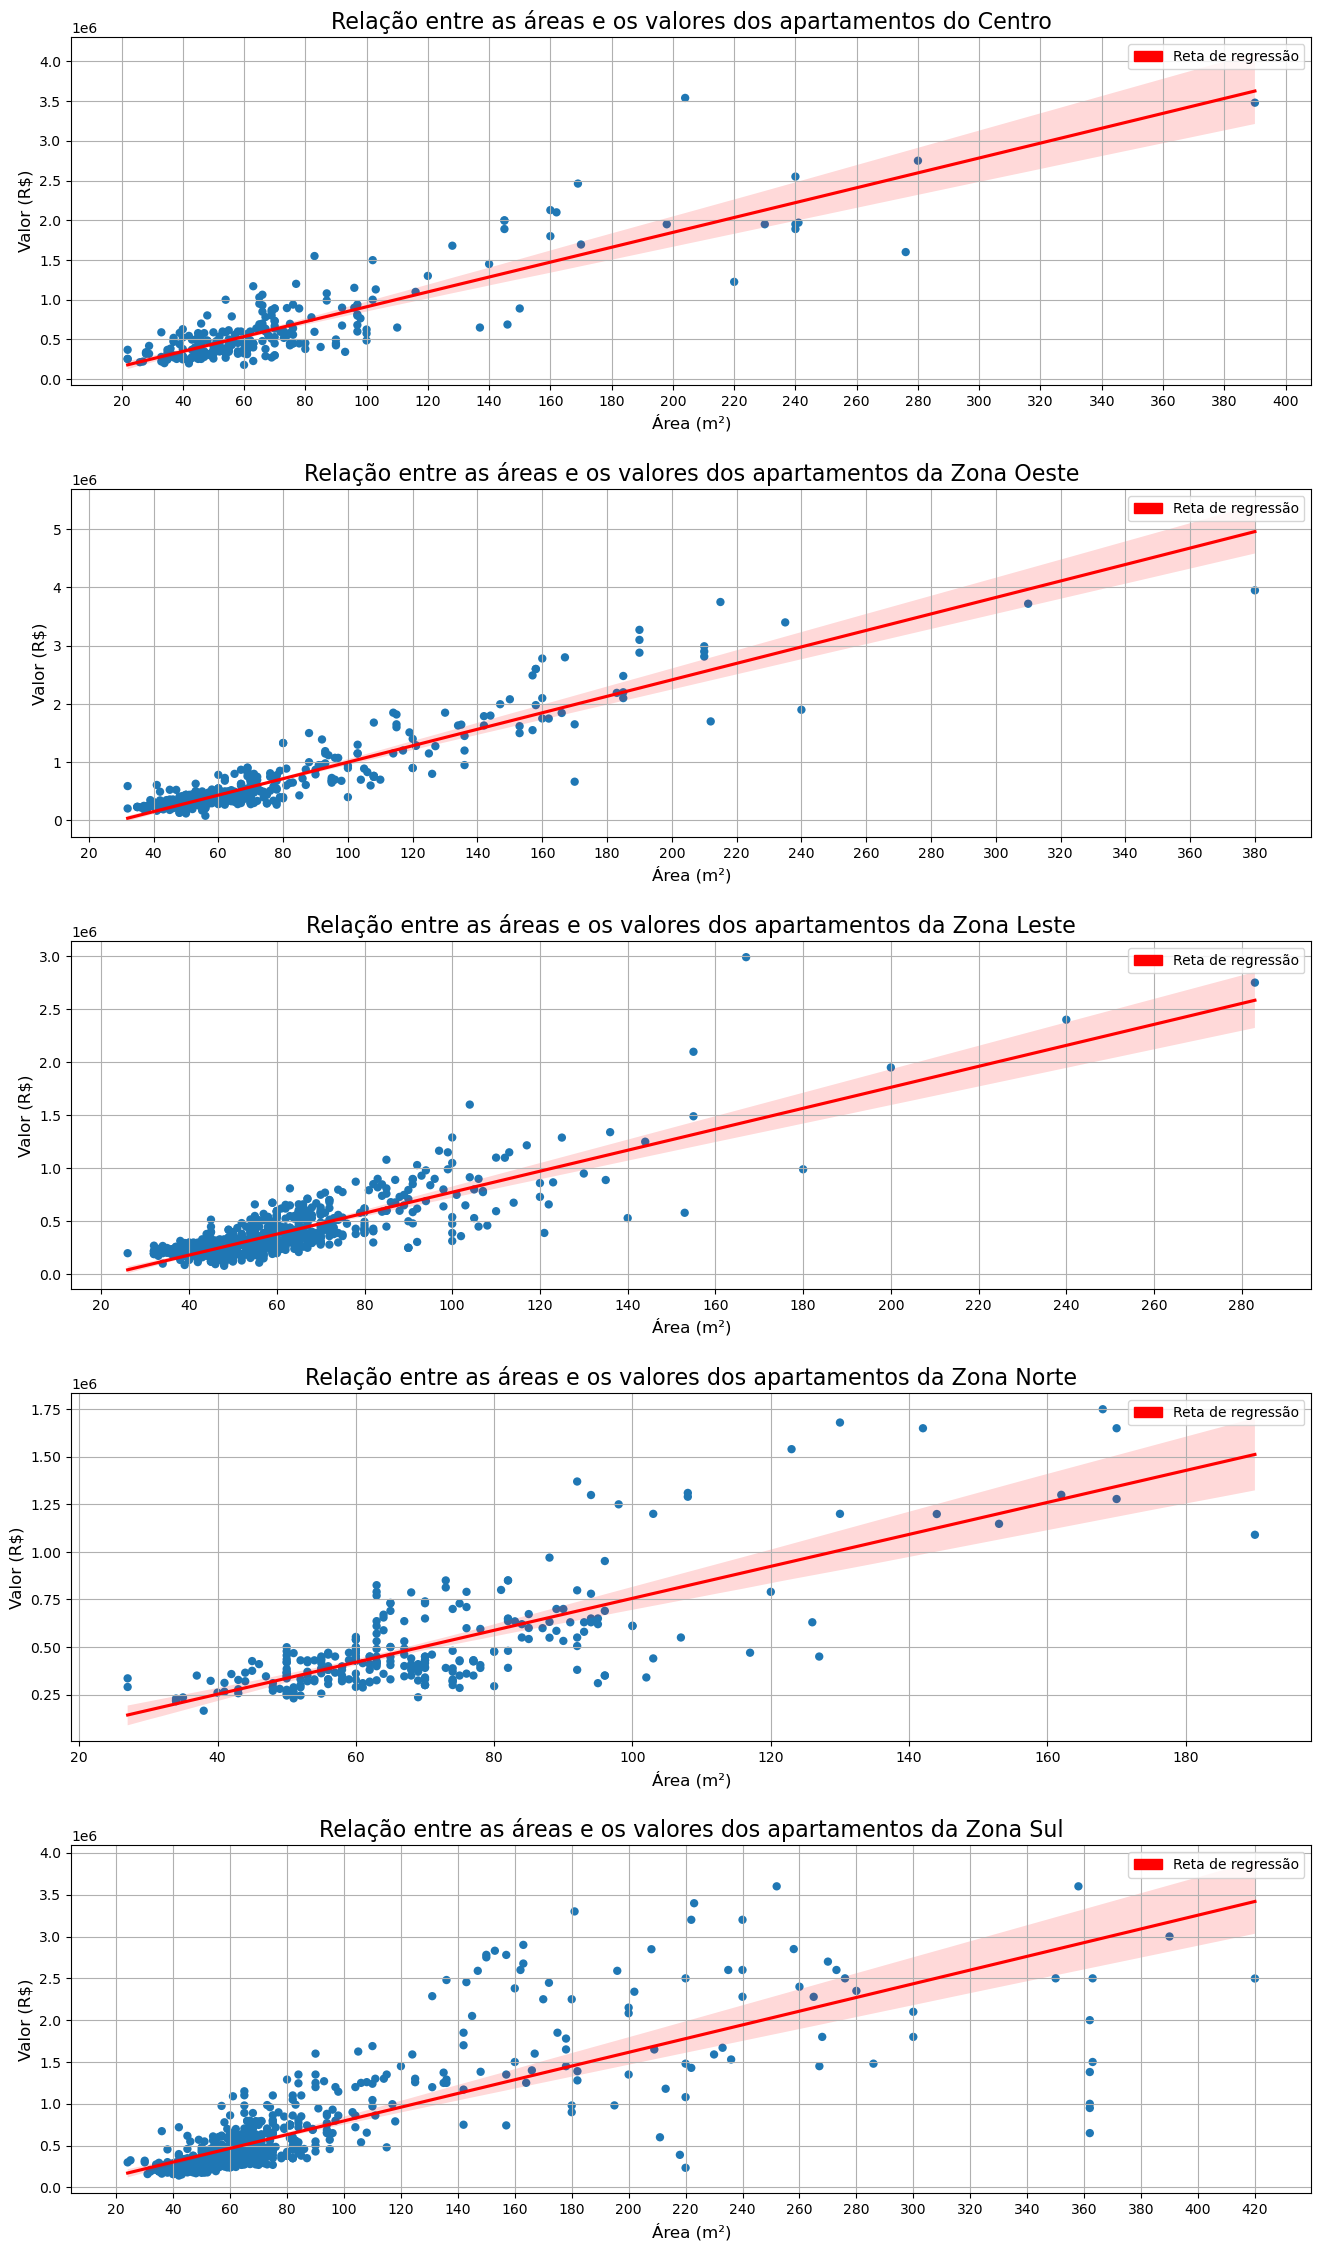 Relação entre as áreas e os valores dos apartamentos do Centro
1e6
Reta de regressão
4.0
3.5
3.0
2.5
2.0
1.5
1.0
0.5
0.0
Valor (R$)
20 40 60 80 100 120 140 160 180 200 220 240 260 280 300 320 340 360 380 400
Área (m²)
Relação entre as áreas e os valores dos apartamentos da Zona Oeste
1e6
Reta de regressão
5
4
3
2
1
0
Valor (R$)
20 40 60 80 100 120 140 160 180 200 220 240 260 280 300 320 340 360 380
Área (m²)
Relação entre as áreas e os valores dos apartamentos da Zona Leste
1e6
Reta de regressão
3.0
2.5
2.0
1.5
1.0
0.5
0.0
Valor (R$)
20 40 60 80 100 120 140 160 180 200 220 240 260 280
Área (m²)
Relação entre as áreas e os valores dos apartamentos da Zona Norte
1e6
Reta de regressão
1.75
1.50
1.25
1.00
0.75
0.50
0.25
Valor (R$)
20 40 60 80 100 120 140 160 180
Área (m²)
Relação entre as áreas e os valores dos apartamentos da Zona Sul
1e6
Reta de regressão
4.0
3.5
3.0
2.5
2.0
1.5
1.0
0.5
0.0
Valor (R$)
20 40 60 80 100 120 140 160 180 200 220 240 260 280 300 320 340 360 380 400 420
Área (m²)